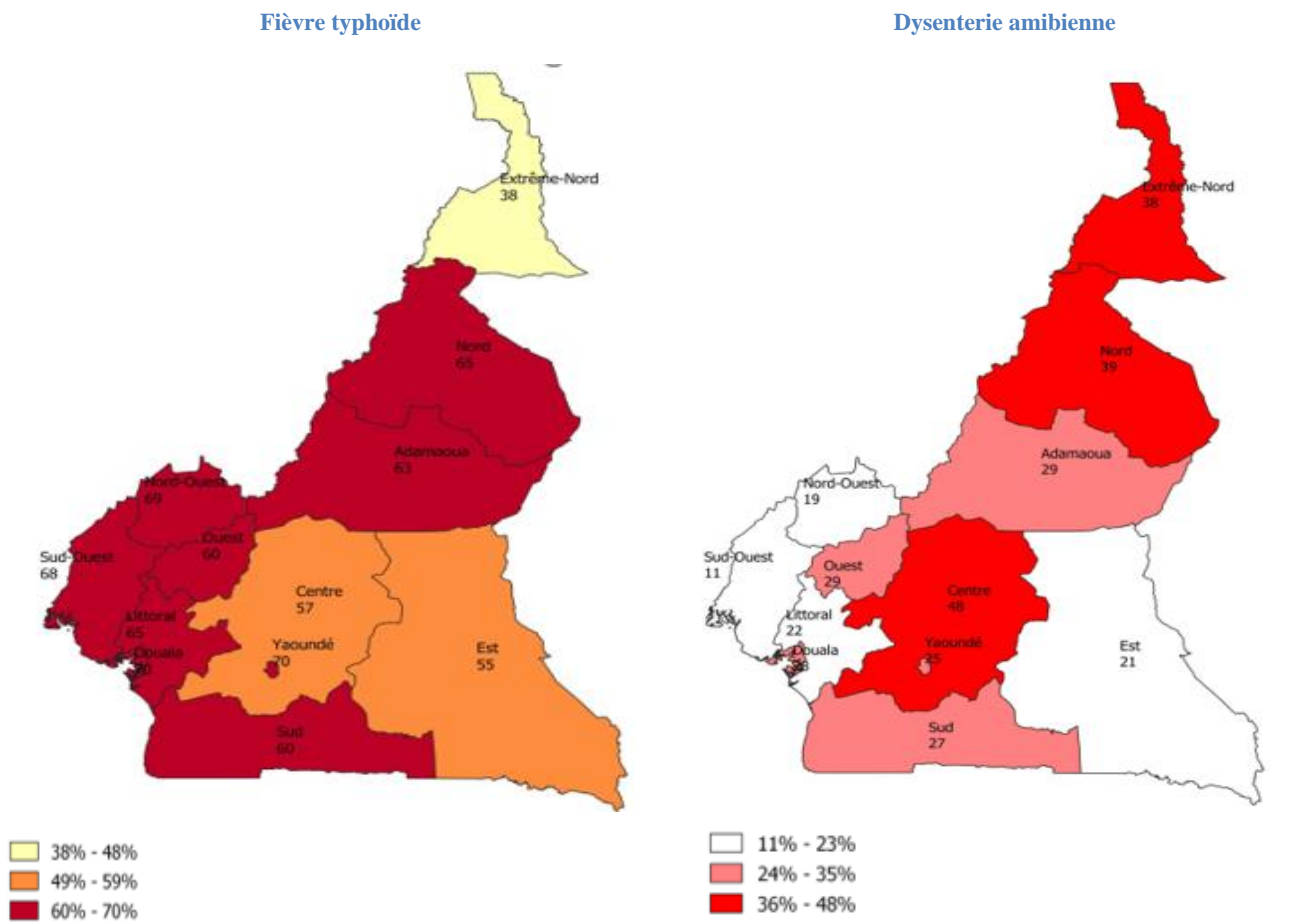 Fièvre typhoïde
Extrême-Nord
38
Nord
65
Adamaoua
63
Nord-Ouest
69
Ouest
60
Sud-Ouest
68
Centre
57
Littoral
65
Yaoundé
70
Douala
Est
55
Sud
60
38% - 48%
49% - 59%
60% - 70%
Dysenterie amibienne
Extrême-Nord
38
Nord
39
Adamaoua
29
Nord-Ouest
19
Sud-Ouest
11
Ouest
29
Centre
48
Littoral
22
Yaoundé
25
Douala
Est
21
Sud
27
11% - 23%
24% - 35%
36% - 48%